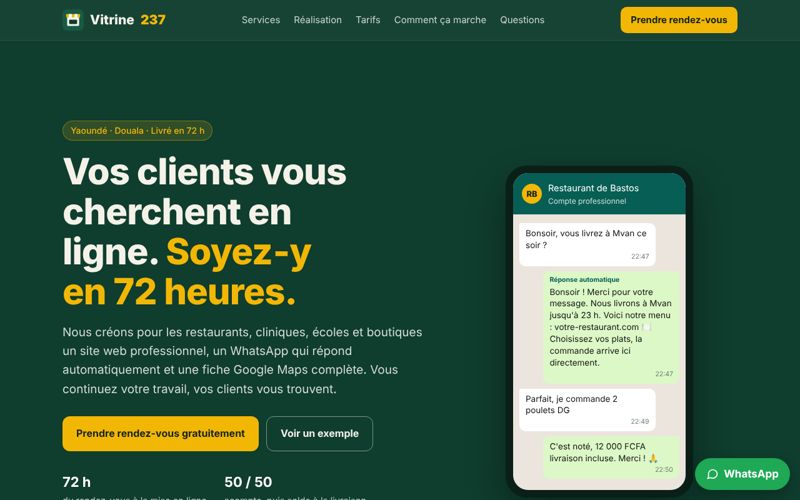 Vitrine 237
Services
Réalisation
Tarifs
Comment ça marche
Questions
Prendre rendez-vous
Yaoundé · Douala · Livré en 72 h
Vos clients vous
cherchent en
ligne. Soyez-y
en 72 heures.
Nous créons pour les restaurants, cliniques, écoles et boutiques
un site web professionnel, un WhatsApp qui répond
automatiquement et une fiche Google Maps complète. Vous
continuez votre travail, vos clients vous trouvent.
Prendre rendez-vous gratuitement
Voir un exemple
72 h
50 / 50
RB
Restaurant de Bastos
Compte professionnel
Bonsoir, vous livrez à Mvan ce
soir ?
22:47
Réponse automatique
Bonsoir ! Merci pour votre
message. Nous livrons à Mvan
jusqu'à 23 h. Voici notre menu
: votre-restaurant.com
Choisissez vos plats, la
commande arrive ici
directement.
22:47
Parfait, je commande 2
poulets DG
22:49
C'est noté, 12 000 FCFA
livraison incluse. Merci ! 🙏
22:50
WhatsApp